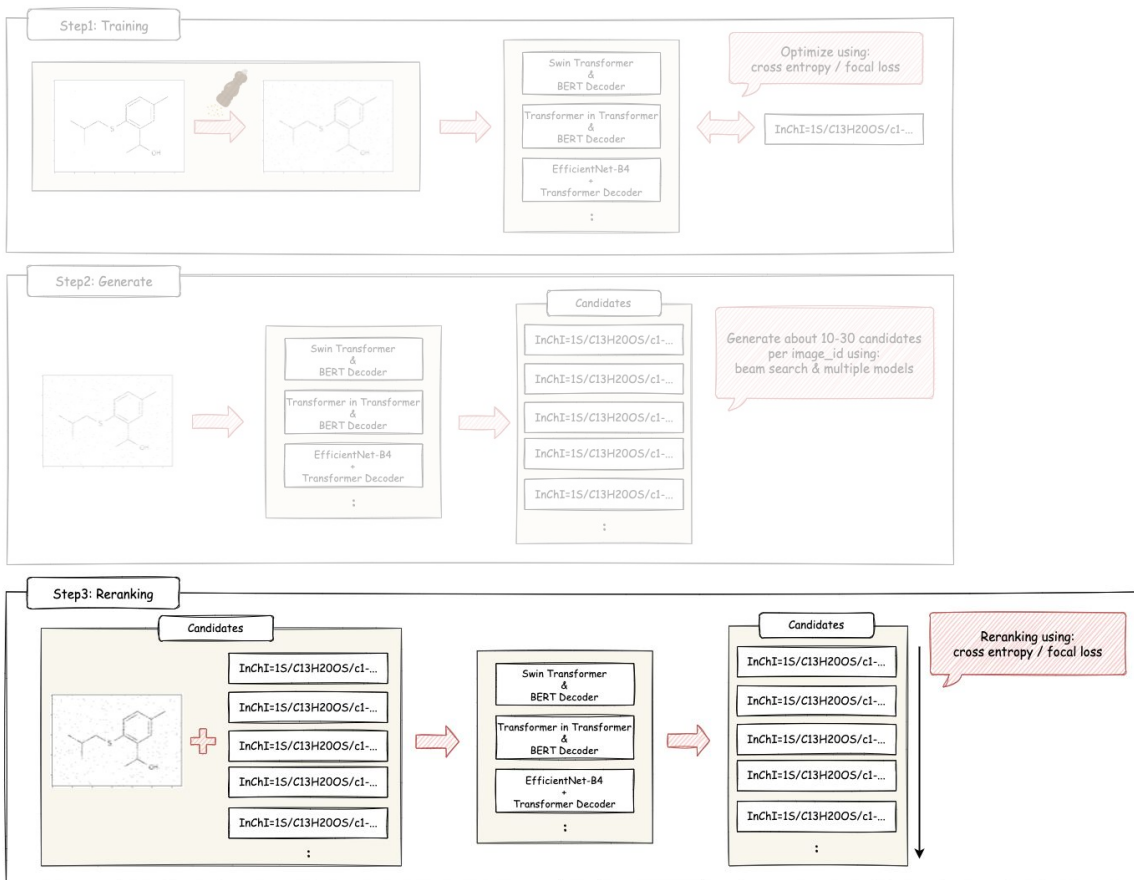 Step1: Training
OH
Swin Transformer
&
BERT Decoder
Transformer in Transformer
&
BERT Decoder
EfficientNet-B4
+
Transformer Decoder
:
Optimize using:
cross entropy / focal loss
InChI=1S/C13H20OS/c1-...
Step2: Generate
S
OH
Swin Transformer
&
BERT Decoder
Transformer in Transformer
&
BERT Decoder
EfficientNet-B4
+
Transformer Decoder
:
Candidates
InChI=1S/C13H20OS/c1-...
InChI=1S/C13H20OS/c1-...
InChI=1S/C13H20OS/c1-...
InChI=1S/C13H20OS/c1-...
InChI=1S/C13H20OS/c1-...
:
Generate about 10-30 candidates
per image_id using:
beam search & multiple models
Step3: Reranking
Candidates
S
OH
InChI=1S/C13H20OS/c1-...
InChI=1S/C13H20OS/c1-...
InChI=1S/C13H20OS/c1-...
InChI=1S/C13H20OS/c1-...
InChI=1S/C13H20OS/c1-...
:
Swin Transformer
&
BERT Decoder
Transformer in Transformer
&
BERT Decoder
EfficientNet-B4
+
Transformer Decoder
:
Candidates
InChI=1S/C13H20OS/c1-...
InChI=1S/C13H20OS/c1-...
InChI=1S/C13H20OS/c1-...
InChI=1S/C13H20OS/c1-...
InChI=1S/C13H20OS/c1-...
:
Reranking using:
cross entropy / focal loss